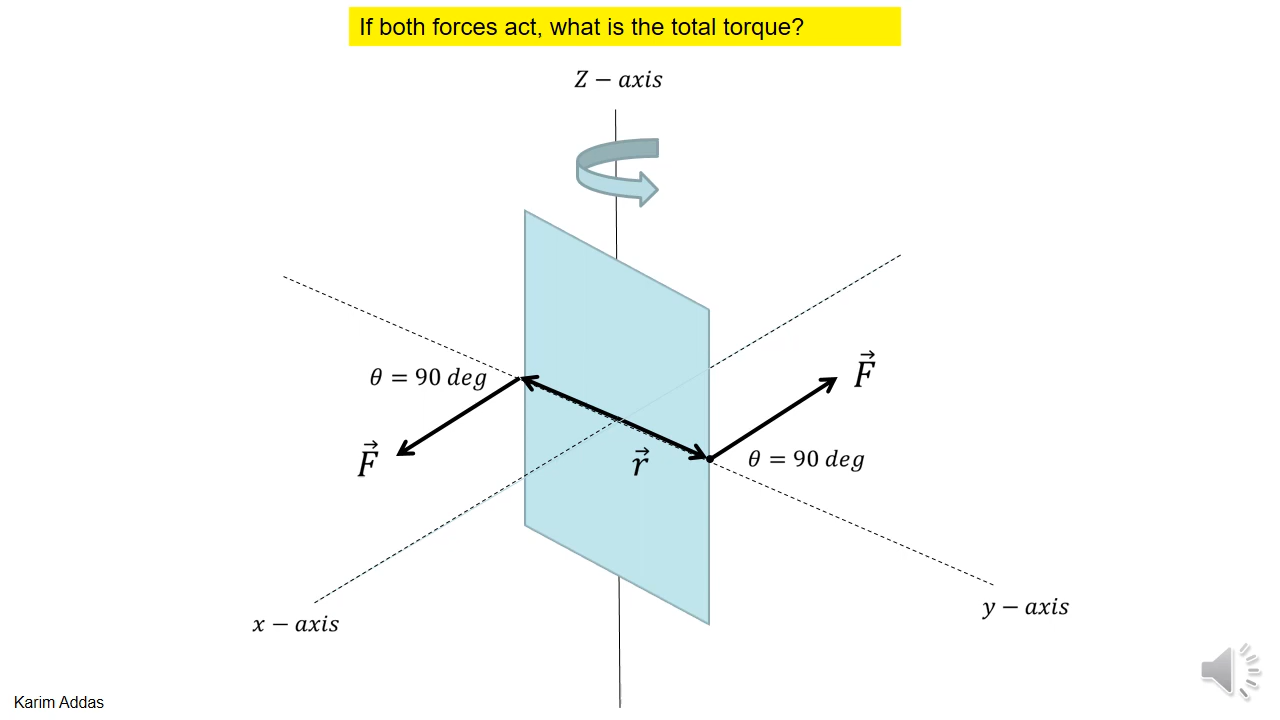 If both forces act, what is the total torque?
Z − axis
θ = 90 deg
F⃗
F⃗
r⃗
θ = 90 deg
x − axis
y − axis
Karim Addas